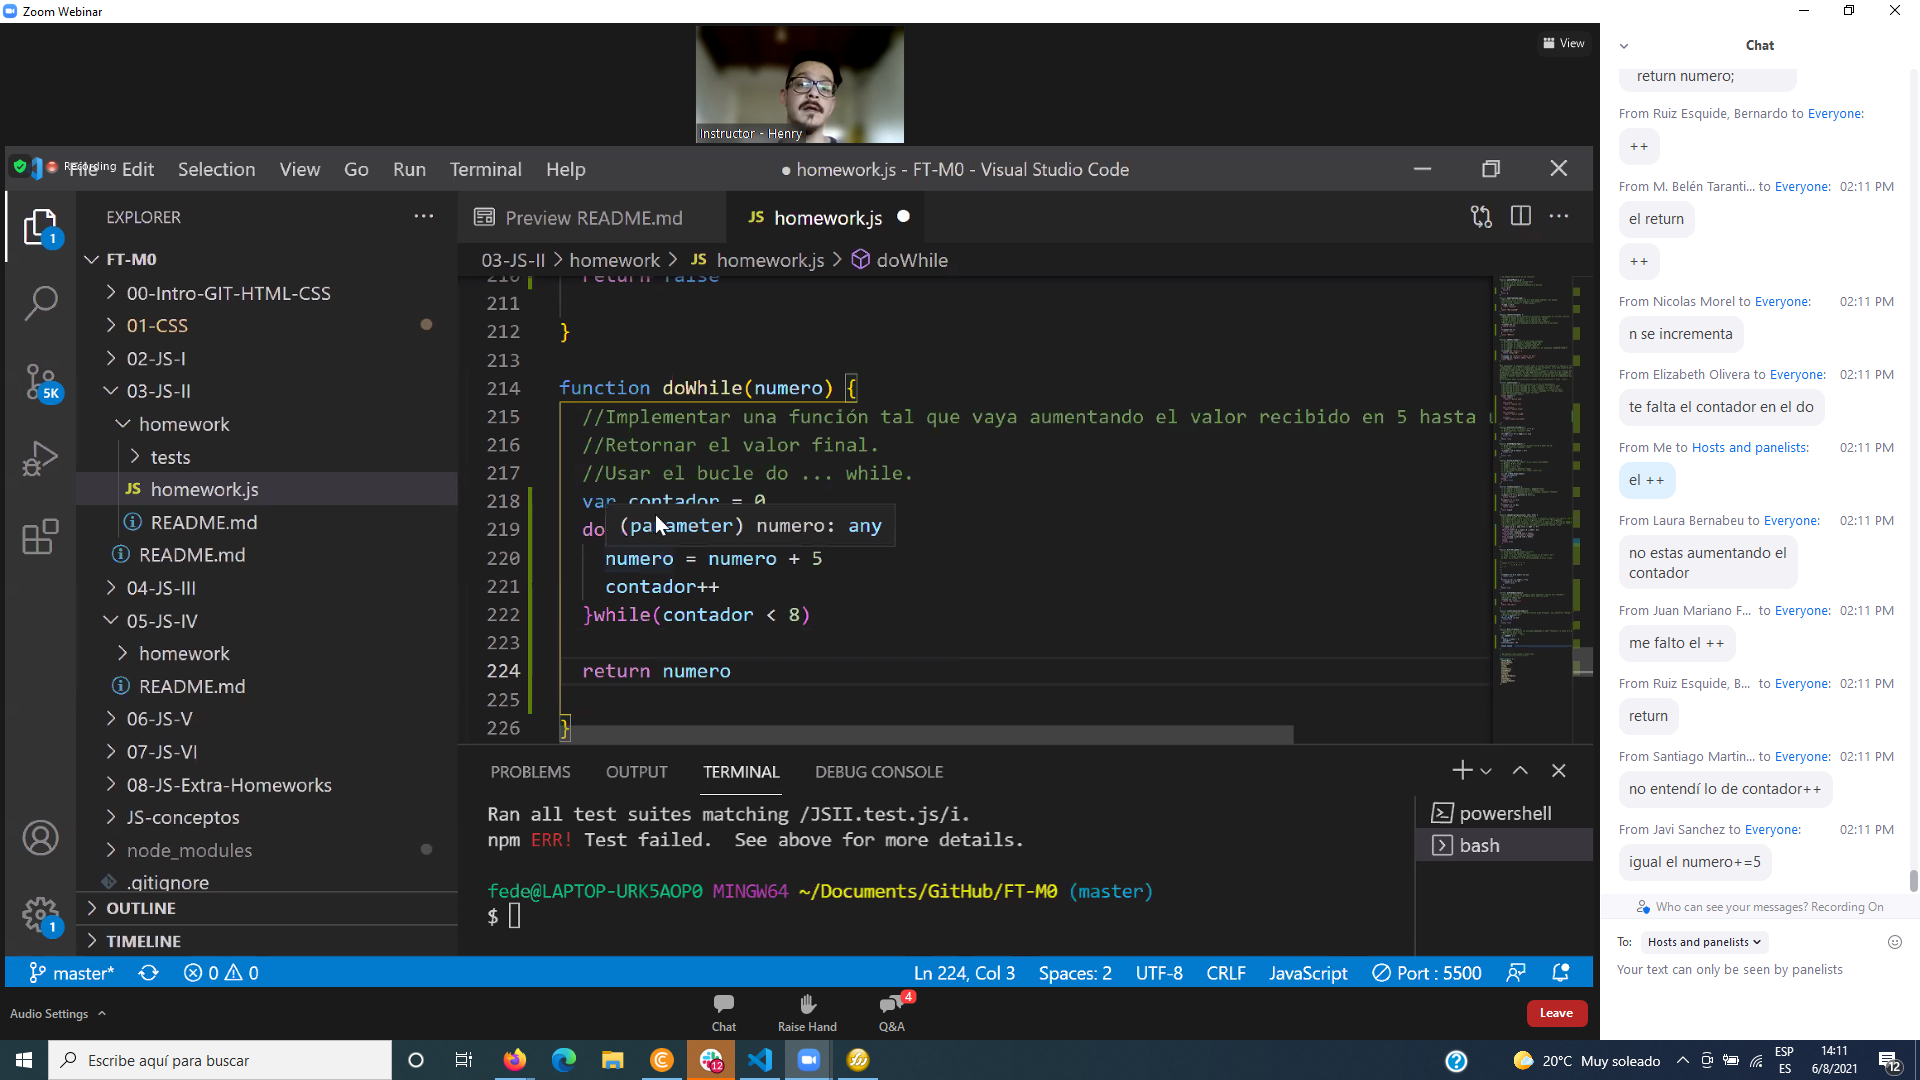 Zoom Webinar
View
Instructor - Henry
Recording
File Edit Selection View Go Run Terminal Help
● homework.js - FT-M0 - Visual Studio Code
EXPLORER
FT-M0
00-Intro-GIT-HTML-CSS
01-CSS
02-JS-I
03-JS-II
homework
tests
JS homework.js
README.md
README.md
04-JS-III
05-JS-IV
homework
README.md
06-JS-V
07-JS-VI
08-JS-Extra-Homeworks
JS-conceptos
node_modules
.gitignore
OUTLINE
TIMELINE
1
5K
1
Preview README.md
JS homework.js
03-JS-II > homework > JS homework.js > doWhile
210 return false
211
212 }
213
214 function doWhile(numero) {
215 //Implementar una función tal que vaya aumentando el valor recibido en 5 hasta
216 //Retornar el valor final.
217 //Usar el bucle do ... while.
218 var contador = 0
219 do
(parameter) numero: any
220 numero = numero + 5
221 contador++
222 }while(contador < 8)
223
224 return numero
225
226 }
PROBLEMS OUTPUT TERMINAL DEBUG CONSOLE
Ran all test suites matching /JSII.test.js/i.
npm ERR! Test failed. See above for more details.
fede@LAPTOP-URK5AOP0 MINGW64 ~/Documents/GitHub/FT-M0 (master)
$
powershell
bash
master* 0 0
Ln 224, Col 3 Spaces: 2 UTF-8 CRLF JavaScript Port : 5500
Audio Settings
Chat
Raise Hand
Q&A
4
Leave
Chat
return numero;
From Ruiz Esquide, Bernardo to Everyone:
++
From M. Belén Taranti... to Everyone: 02:11 PM
el return
++
From Nicolas Morel to Everyone: 02:11 PM
n se incrementa
From Elizabeth Olivera to Everyone: 02:11 PM
te falta el contador en el do
From Me to Hosts and panelists: 02:11 PM
el ++
From Laura Bernabeu to Everyone: 02:11 PM
no estas aumentando el
contador
From Juan Mariano F... to Everyone: 02:11 PM
me falto el ++
From Ruiz Esquide, B... to Everyone: 02:11 PM
return
From Santiago Martin... to Everyone: 02:11 PM
no entendí lo de contador++
From Javi Sanchez to Everyone: 02:11 PM
igual el numero+=5
Who can see your messages? Recording On
To: Hosts and panelists
Your text can only be seen by panelists
Escribe aquí para buscar
12
20°C Muy soleado
ESP
ES
14:11
6/8/2021
12